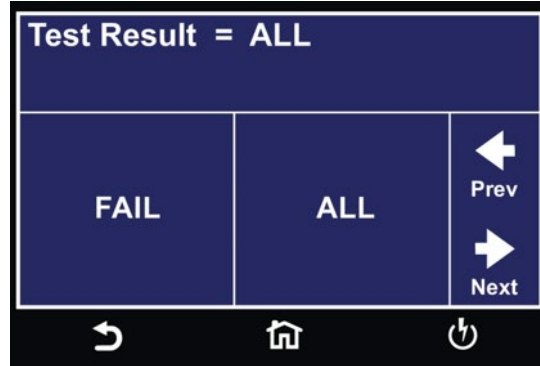 Test Result = ALL
FAIL
ALL
Prev
Next